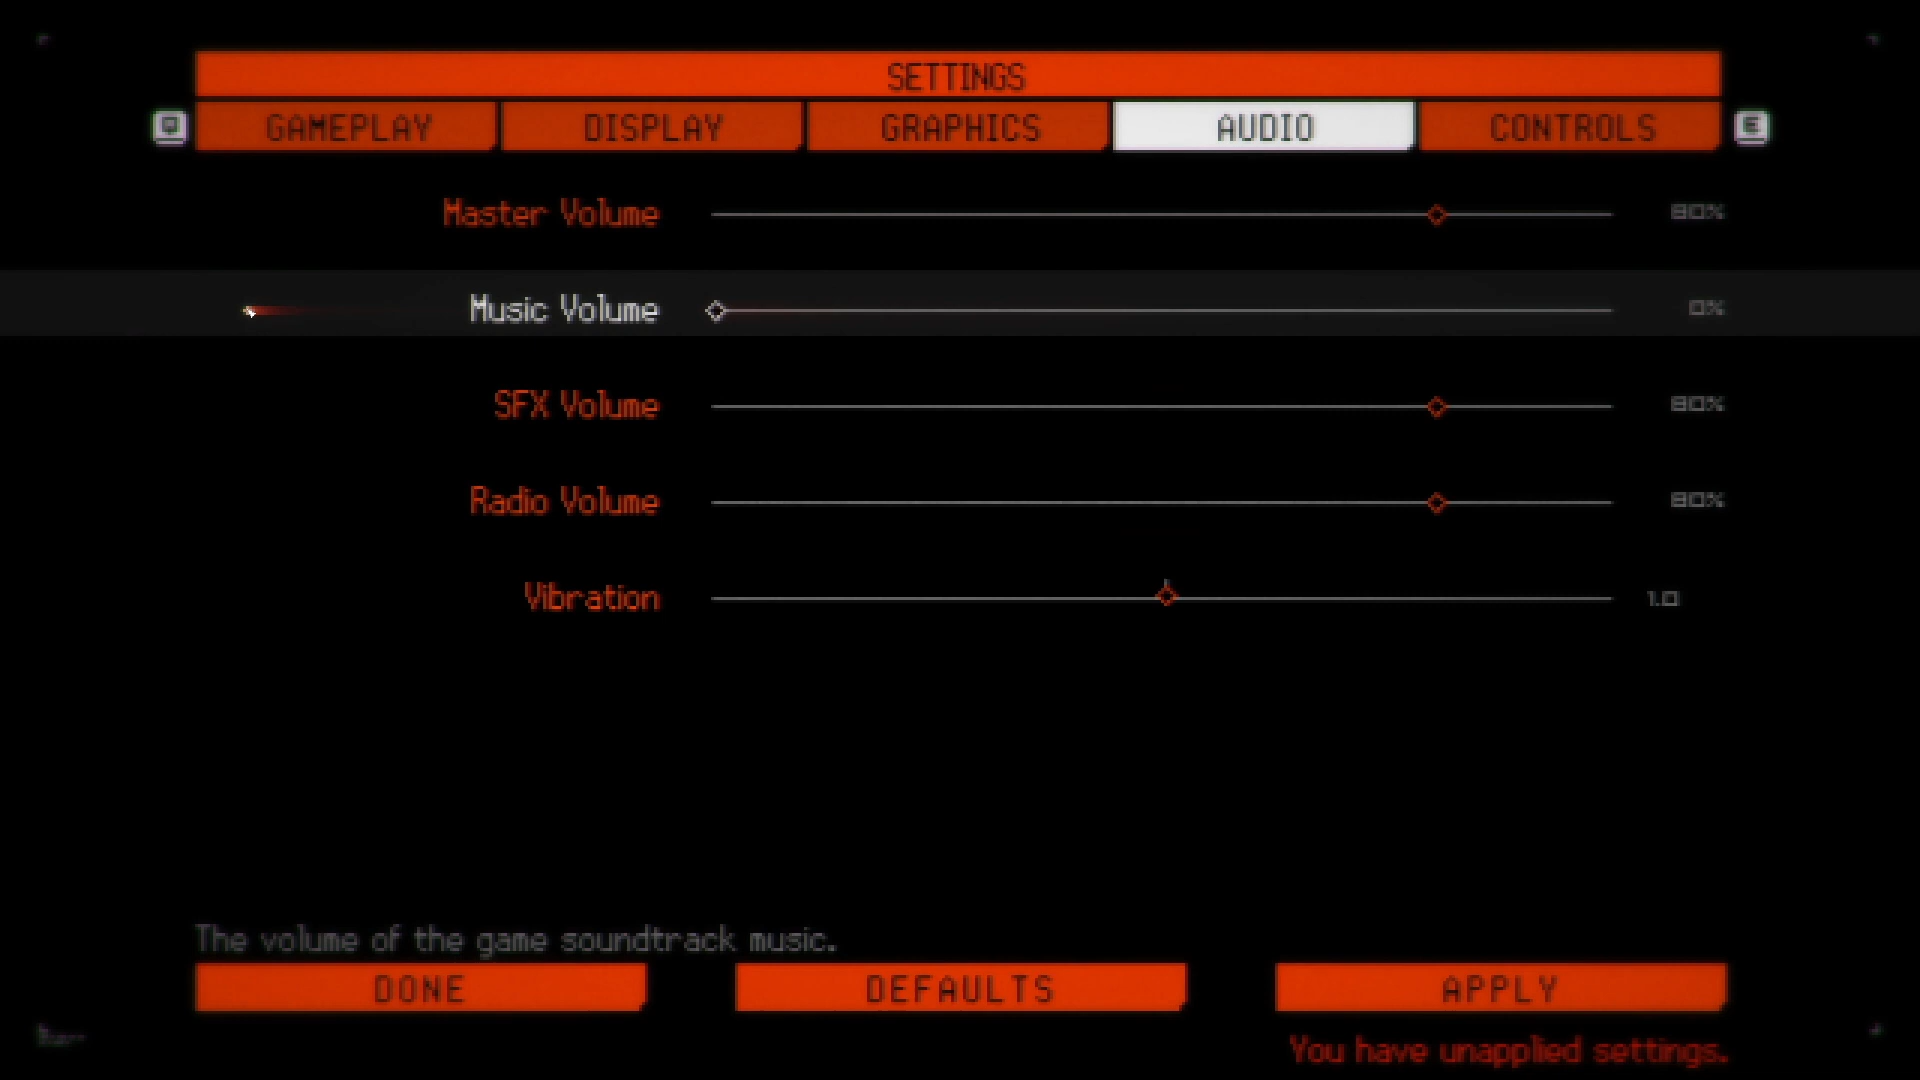 SETTINGS
Q GAMEPLAY DISPLAY GRAPHICS AUDIO CONTROLS E
Master Volume 80%
Music Volume 0%
SFX Volume 80%
Radio Volume 80%
Vibration 1.0
The volume of the game soundtrack music.
DONE DEFAULTS APPLY
You have unapplied settings.